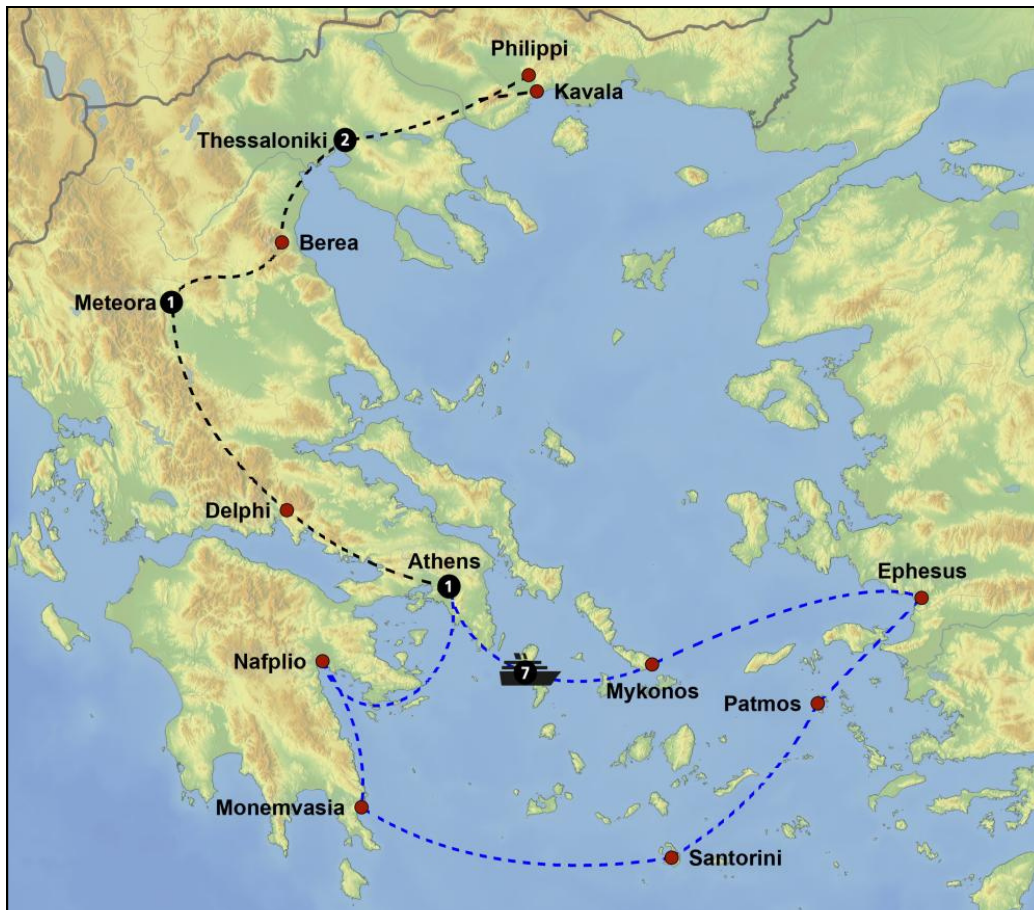 Philippi
Kavala
Thessaloniki 2
Berea
Meteora 1
Delphi
Athens
1
Ephesus
Nafplio
7
Mykonos
Patmos
Monemvasia
Santorini